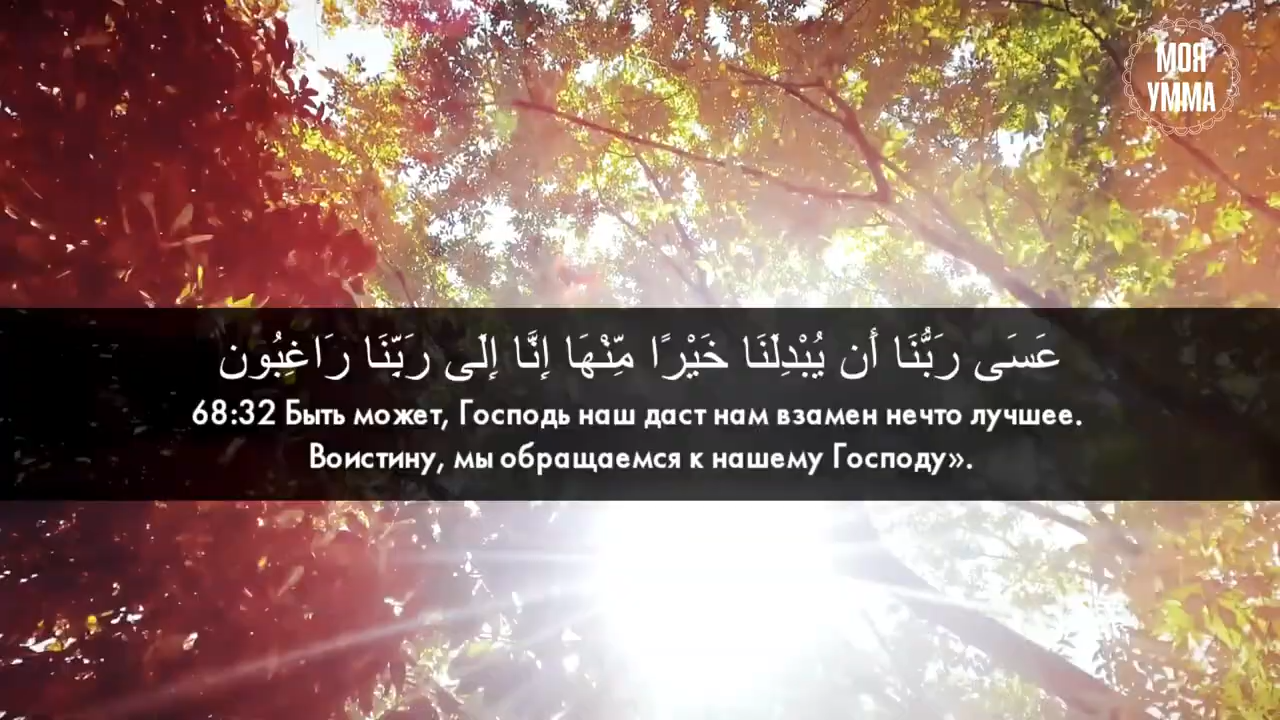 МОЯ
УММА
عَسَى رَبُّنَا أَن يُبْدِلَنَا خَيْرًا مِّنْهَا إِنَّا إِلَى رَبِّنَا رَاغِبُون
68:32 Быть может, Господь наш даст нам взамен нечто лучшее.
Воистину, мы обращаемся к нашему Господу».